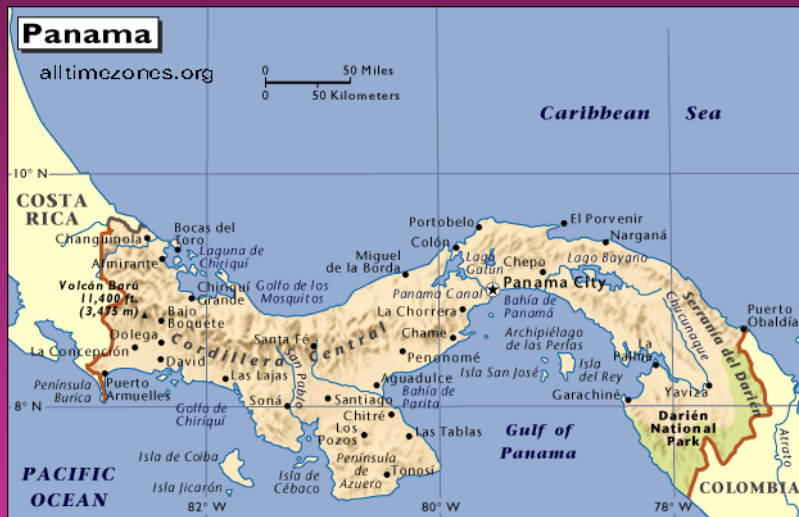 Panama
alltimezones.org
0 50 Miles
0 50 Kilometers
Caribbean Sea
10° N
COSTA
RICA
Changuinola
Bocas del
Toro
Laguna de
Chiriquí
Almirante
Volcán Barú
11,400 ft.
(3,475 m)
Chiriquí
Grande
Golfo de los
Mosquitos
Miguel
de la Borda
Portobelo
Colón
El Porvenir
Narganá
Lago
Gatún
Chepo
Lago Bayano
Panama City
Panama Canal
Bahía de
Panamá
Bajo
Boquete
Dolega
La Concepción
David
Cordillera Central
Santa Fé
San Pablo
La Chorrera
Chame
Penonomé
Archipiélago
de las Perlas
Chucunaque
Serranía del Darién
Puerto
Obaldía
La
Palma
Isla San José
Isla
del Rey
Península
Burica
Puerto
Armuelles
Las Lajas
Aguadulce
Bahía de
Parita
Garachiné
Yaviza
8° N
Golfo de
Chiriquí
Soná
Santiago
Chitré
Los
Pozos
Las Tablas
Gulf of
Panama
Darién
National
Park
Atrato
Isla de Coiba
Isla Jicarón
Isla de
Cébaco
Península
de
Azuero
Tonosí
PACIFIC
OCEAN
COLOMBIA
82 W
80 W
78 W